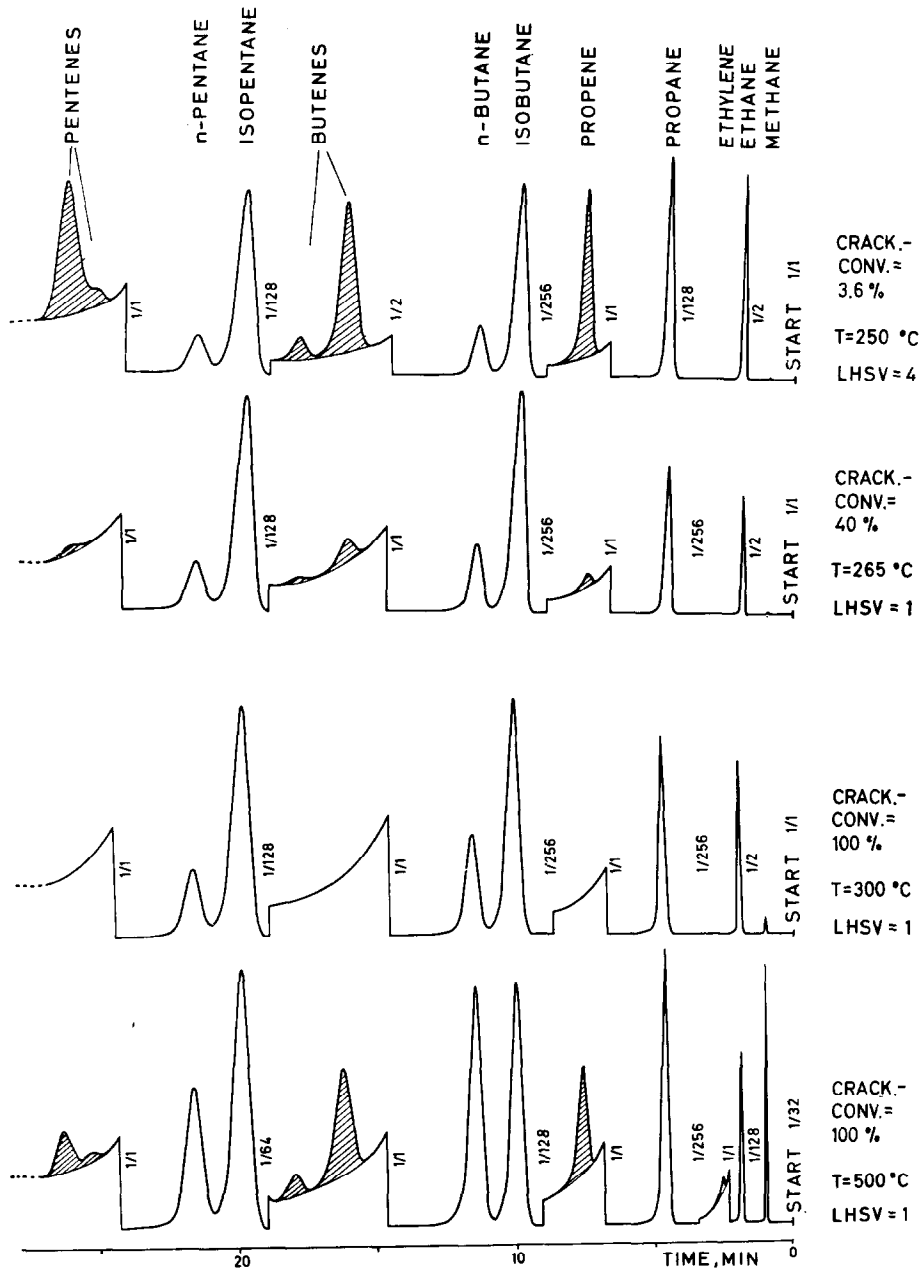 PENTENES
n-PENTANE
ISOPENTANE
BUTENES
n-BUTANE
ISOBUTANE
PROPENE
PROPANE
ETHYLENE
ETHANE
METHANE
1/1
1/128
1/2
1/256
1/1
1/128
1/2
START 1/1
CRACK.-
CONV.=
3.6 %
T=250 °C
LHSV=4
1/1
1/128
1/1
1/256
1/1
1/256
1/2
START 1/1
CRACK.-
CONV.=
40 %
T=265 °C
LHSV=1
1/1
1/128
1/1
1/256
1/1
1/256
1/2
START 1/1
CRACK.-
CONV.=
100 %
T=300 °C
LHSV=1
1/1
1/64
1/1
1/128
1/1
1/256
1/1
1/128
START 1/32
CRACK.-
CONV.=
100 %
T=500 °C
LHSV=1
20
10
TIME, MIN
0